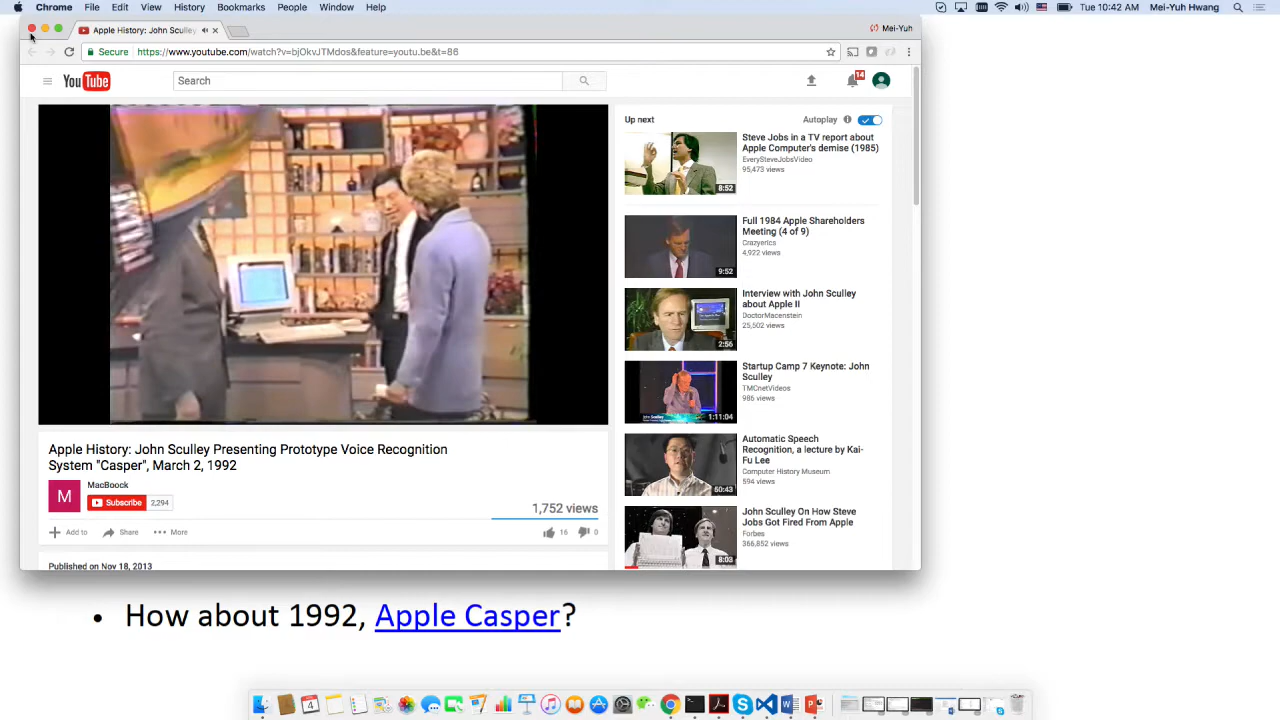 Chrome File Edit View History Bookmarks People Window Help Tue 10:42 AM Mei-Yuh Hwang
Apple History: John Sculley
Mei-Yuh
Secure https://www.youtube.com/watch?v=bjOkvJTMdos&feature=youtu.be&t=86
YouTube
Search
14
Up next
Autoplay
Steve Jobs in a TV report about
Apple Computer's demise (1985)
EverySteveJobsVideo
95,473 views
8:52
Full 1984 Apple Shareholders
Meeting (4 of 9)
Crazyerics
4,922 views
9:52
Interview with John Sculley
about Apple II
DoctorMacenstein
25,502 views
2:56
Startup Camp 7 Keynote: John
Sculley
TMCnetVideos
986 views
1:11:04
Automatic Speech
Recognition, a lecture by Kai-
Fu Lee
Computer History Museum
594 views
50:43
John Sculley On How Steve
Jobs Got Fired From Apple
Forbes
366,852 views
8:03
Apple History: John Sculley Presenting Prototype Voice Recognition
System "Casper", March 2, 1992
M
MacBoock
Subscribe 2,294
1,752 views
Add to Share More
16 0
Published on Nov 18, 2013
• How about 1992, Apple Casper?